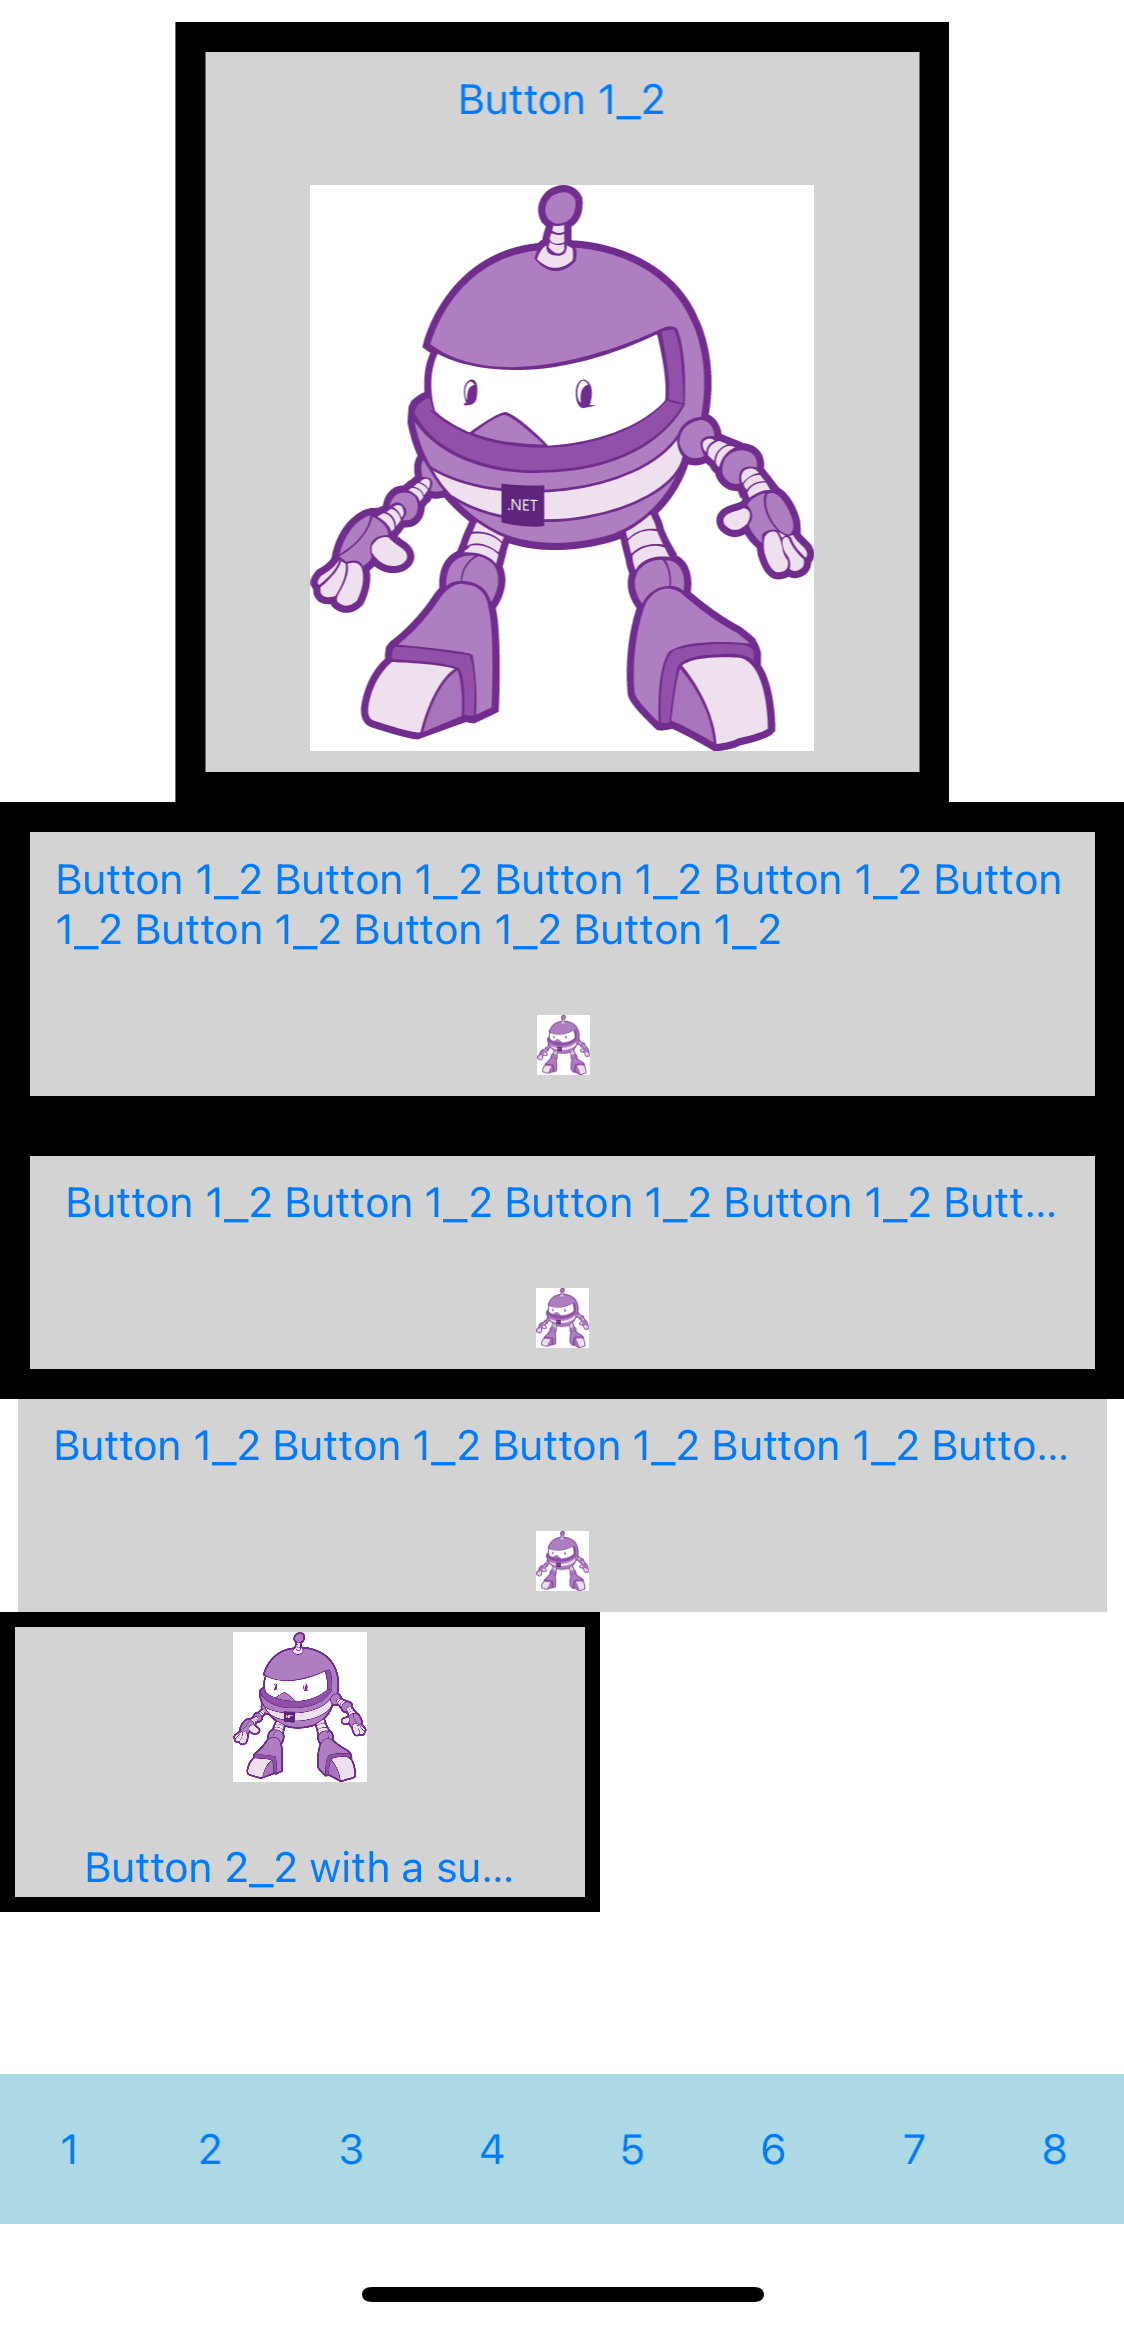 Button 1_2
.NET
Button 1_2 Button 1_2 Button 1_2 Button 1_2 Button
1_2 Button 1_2 Button 1_2 Button 1_2
Button 1_2 Button 1_2 Button 1_2 Button 1_2 Butt...
Button 1_2 Button 1_2 Button 1_2 Button 1_2 Butto...
Button 2_2 with a su...
1 2 3 4 5 6 7 8